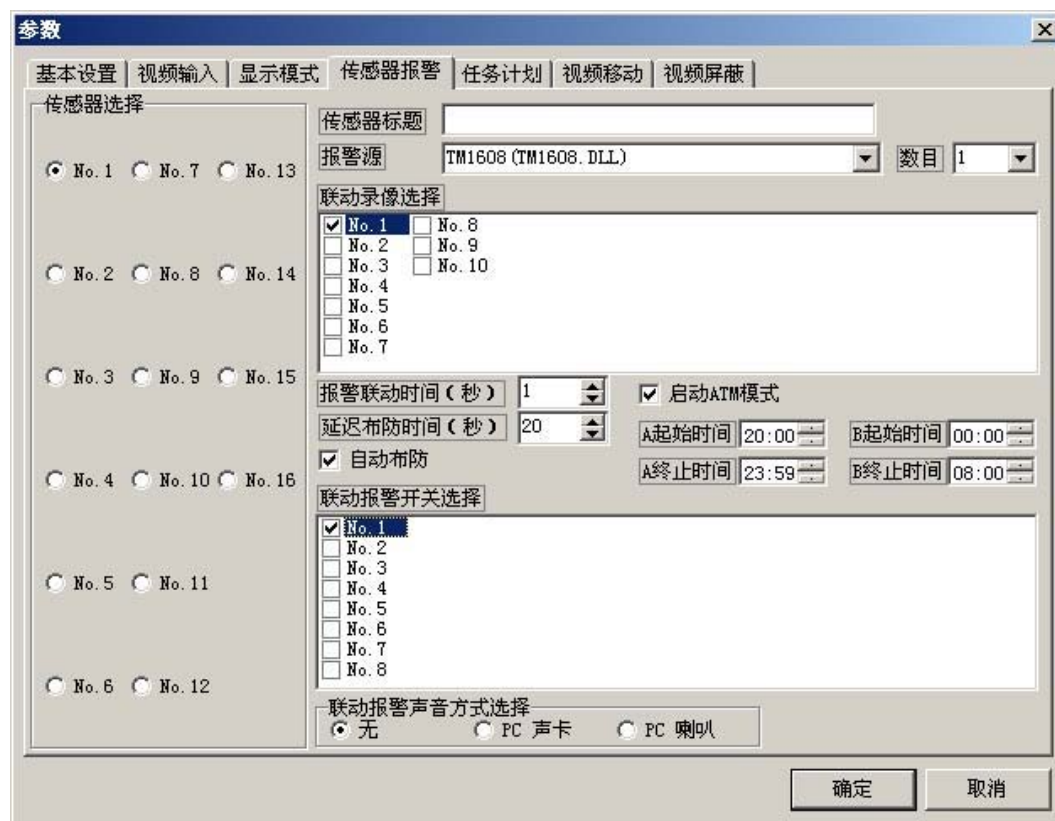 参数
基本设置 视频输入 显示模式 传感器报警 任务计划 视频移动 视频屏蔽
传感器选择
No. 1 No. 7 No. 13
No. 2 No. 8 No. 14
No. 3 No. 9 No. 15
No. 4 No. 10 No. 16
No. 5 No. 11
No. 6 No. 12
传感器标题
报警源 TM1608(TM1608.DLL) 数目 1
联动录像选择
No. 1 No. 8
No. 2 No. 9
No. 3 No. 10
No. 4
No. 5
No. 6
No. 7
报警联动时间(秒) 1 启动ATM模式
延迟布防时间(秒) 20 A起始时间 20:00 B起始时间 00:00
自动布防 A终止时间 23:59 B终止时间 08:00
联动报警开关选择
No. 1
No. 2
No. 3
No. 4
No. 5
No. 6
No. 7
No. 8
联动报警声音方式选择
无 PC 声卡 PC 喇叭
确定 取消